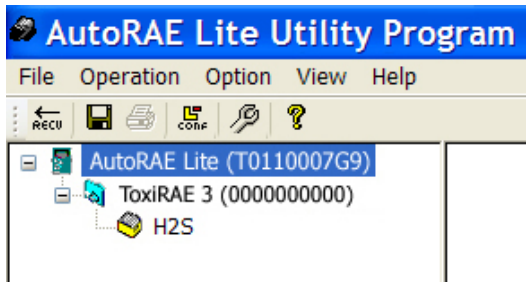 AutoRAE Lite Utility Program
File Operation Option View Help
RECV CONF ?
AutoRAE Lite (T0110007G9)
ToxiRAE 3 (0000000000)
H2S